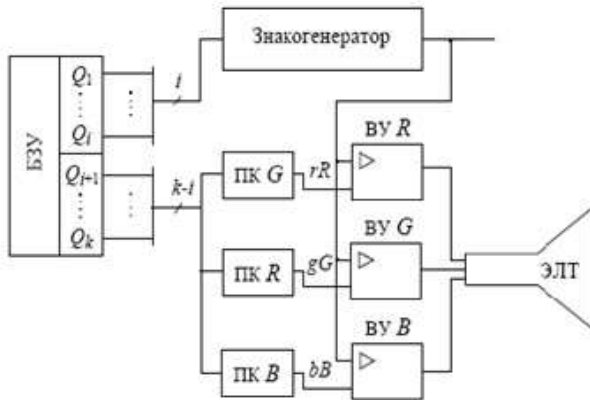 Знакогенератор
i
БЗУ
Q1
Qi
Qi+1
Qk
k-i
ВУ R
ПК G
rR
ВУ G
ПК R
gG
ЭЛТ
ВУ B
ПК B
bB